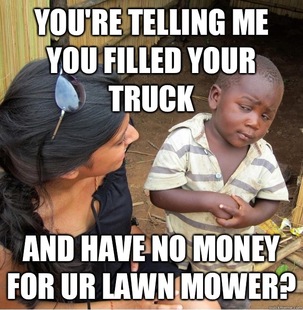 YOU'RE TELLING ME
YOU FILLED YOUR
TRUCK
AND HAVE NO MONEY
FOR UR LAWN MOWER?